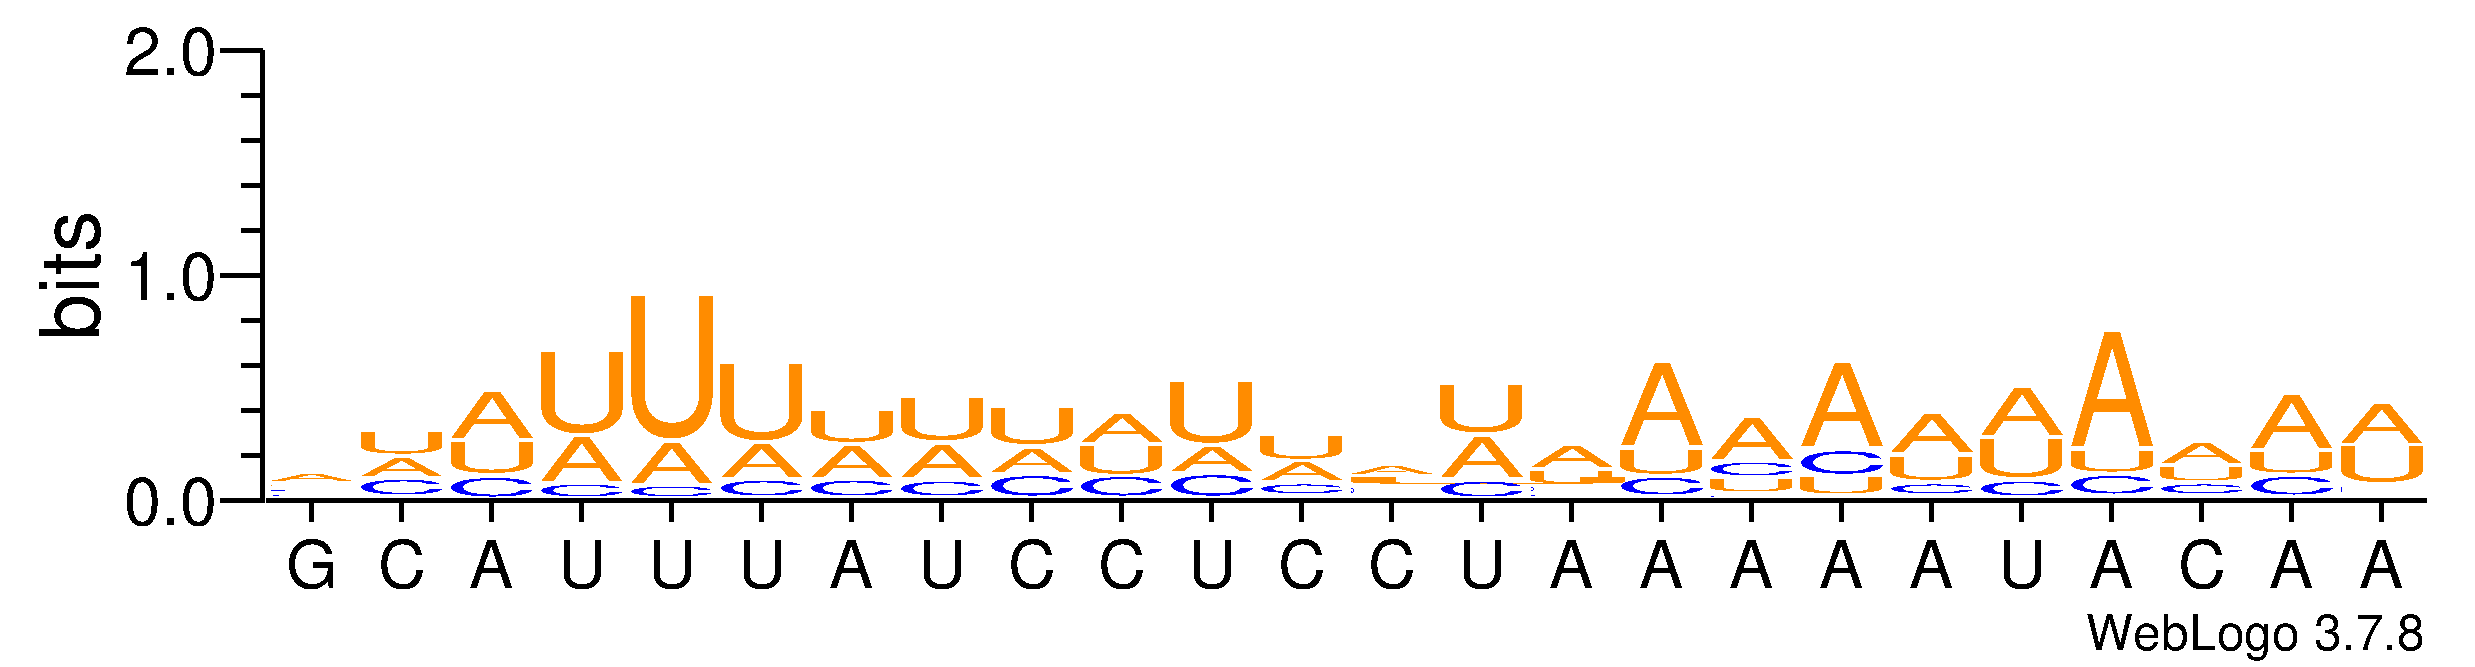 2.0
bits
1.0
0.0
G C A U U U A U C C U C C U A A A A A U A C A A
WebLogo 3.7.8